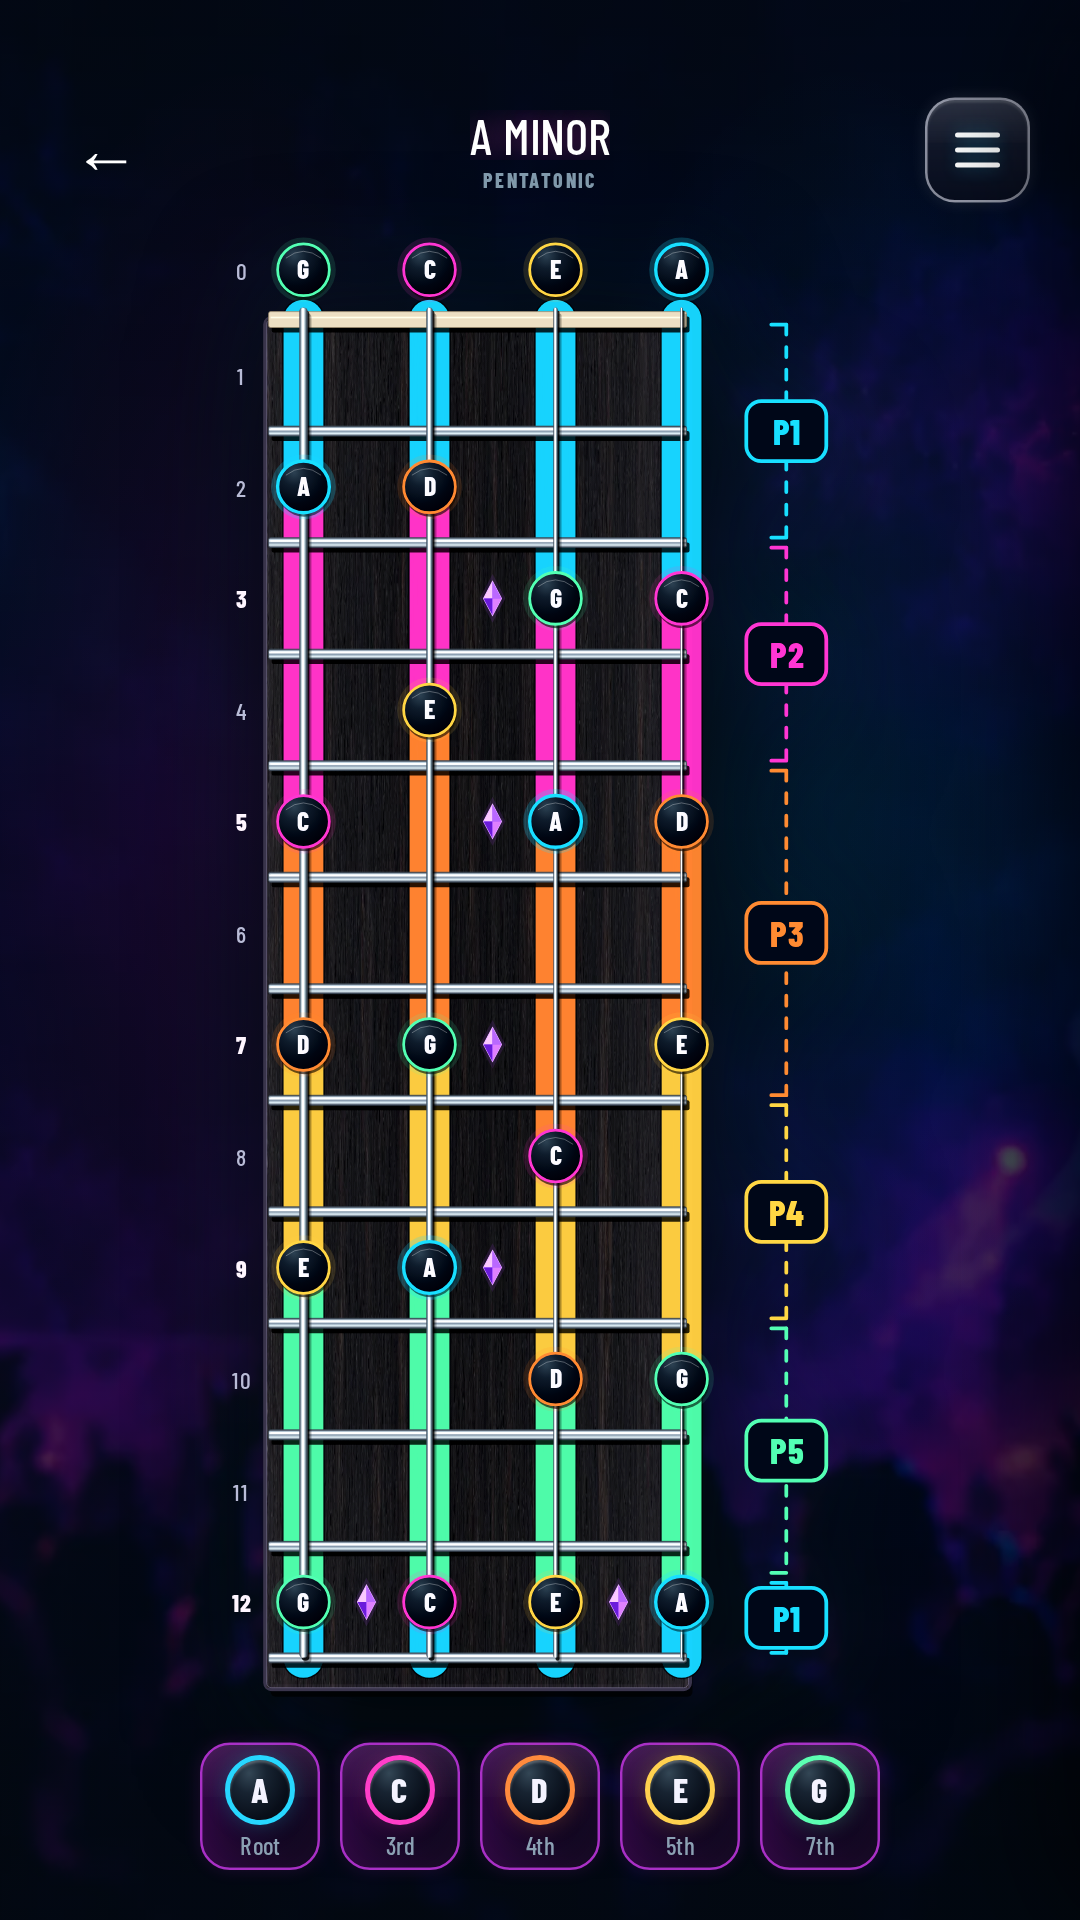 ←
A MINOR
PENTATONIC
0 G C E A
1
P1
2 A D
3 G C
P2
4 E
5 C A D
6
P3
7 D G E
8 C
P4
9 E A
10 D G
P5
11
12 G C E A
P1
A C D E G
Root 3rd 4th 5th 7th